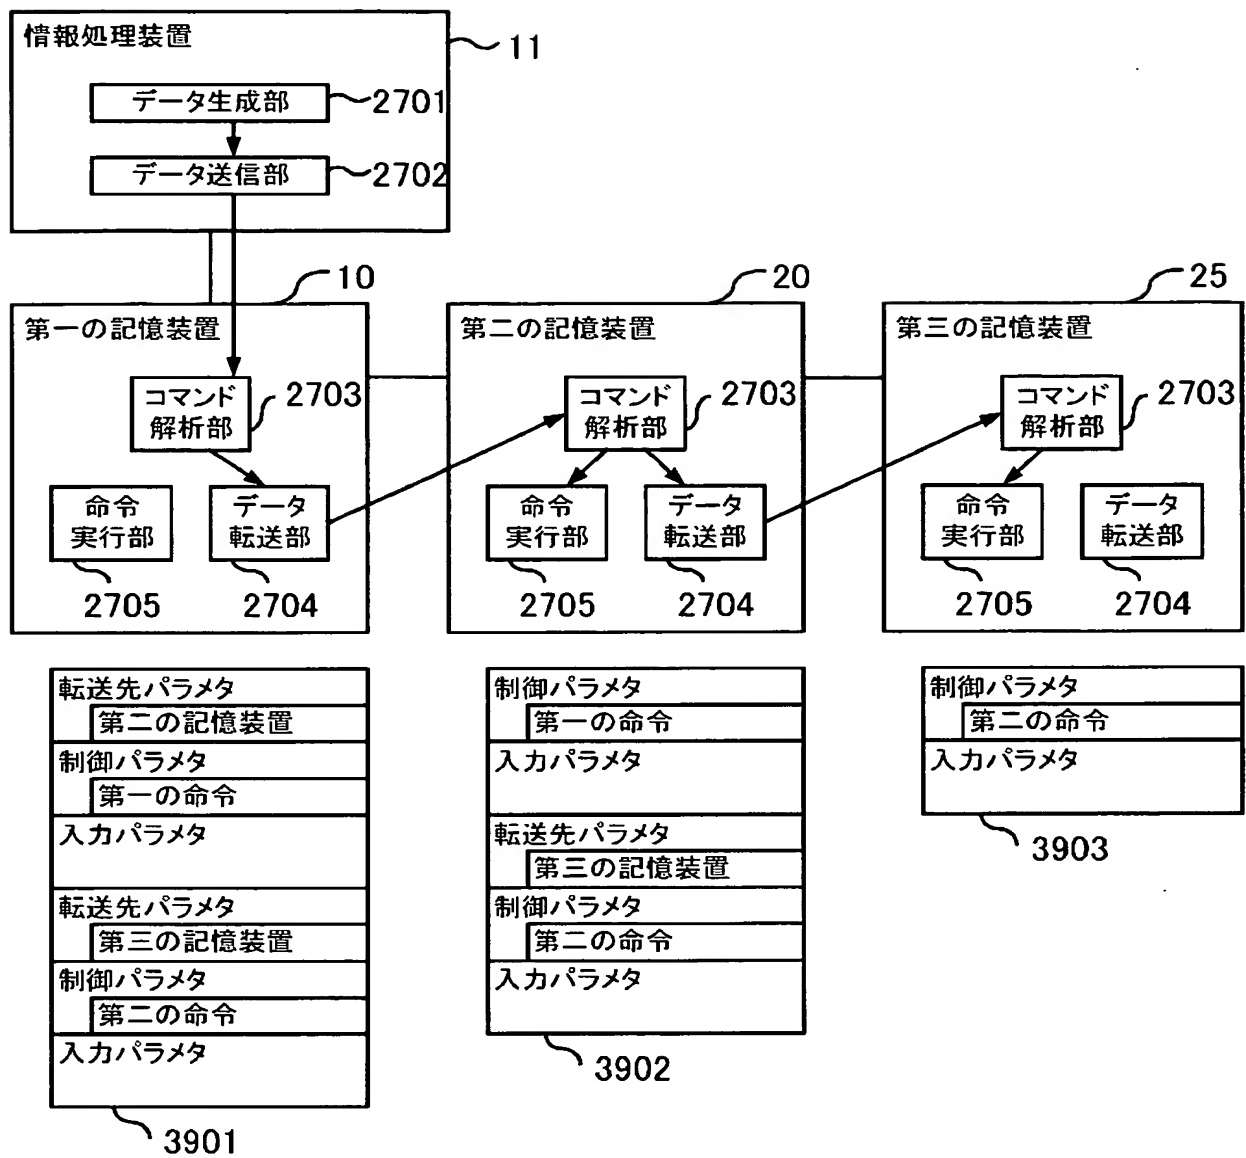 情報処理装置
11
データ生成部
2701
データ送信部
2702
10
第一の記憶装置
コマンド
解析部
2703
命令
実行部
2705
データ
転送部
2704
20
第二の記憶装置
コマンド
解析部
2703
命令
実行部
2705
データ
転送部
2704
25
第三の記憶装置
コマンド
解析部
2703
命令
実行部
2705
データ
転送部
2704
転送先パラメタ
第二の記憶装置
制御パラメタ
第一の命令
入力パラメタ
転送先パラメタ
第三の記憶装置
制御パラメタ
第二の命令
入力パラメタ
3901
制御パラメタ
第一の命令
入力パラメタ
転送先パラメタ
第三の記憶装置
制御パラメタ
第二の命令
入力パラメタ
3902
制御パラメタ
第二の命令
入力パラメタ
3903